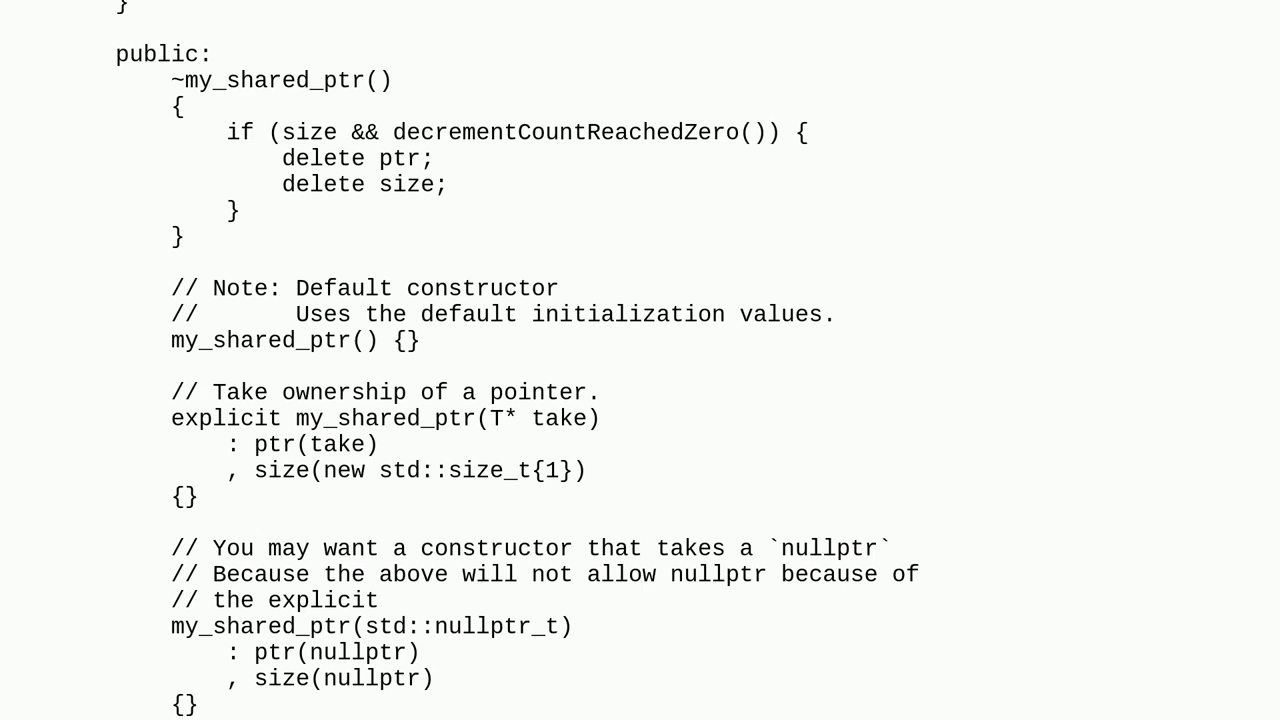 }

public:
    ~my_shared_ptr()
    {
        if (size && decrementCountReachedZero()) {
            delete ptr;
            delete size;
        }
    }

    // Note: Default constructor
    //       Uses the default initialization values.
    my_shared_ptr() {}

    // Take ownership of a pointer.
    explicit my_shared_ptr(T* take)
        : ptr(take)
        , size(new std::size_t{1})
    {}

    // You may want a constructor that takes a `nullptr`
    // Because the above will not allow nullptr because of
    // the explicit
    my_shared_ptr(std::nullptr_t)
        : ptr(nullptr)
        , size(nullptr)
    {}